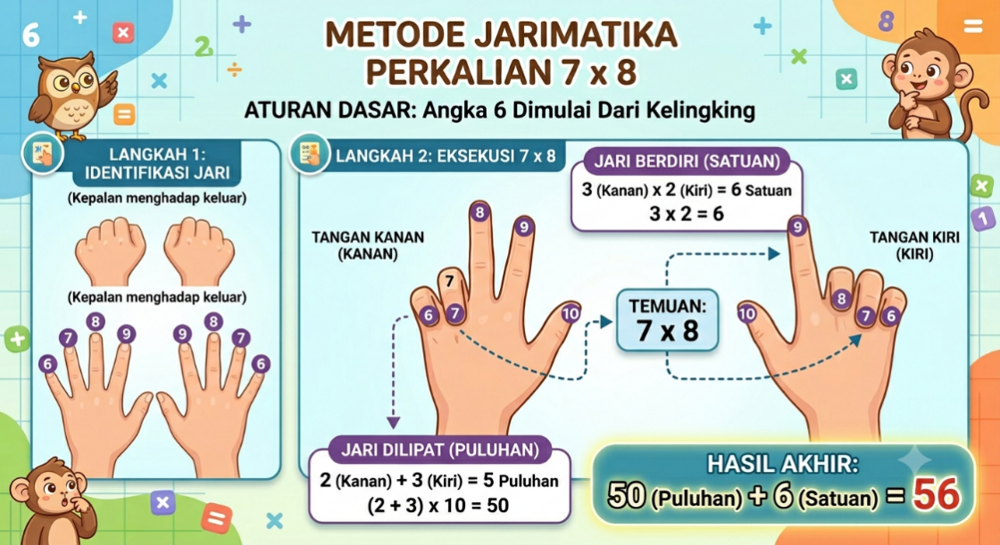 METODE JARIMATIKA
PERKALIAN 7 x 8
ATURAN DASAR: Angka 6 Dimulai Dari Kelingking
6
2
8
1
LANGKAH 1:
IDENTIFIKASI JARI
(Kepalan menghadap keluar)
(Kepalan menghadap keluar)
6 7 8 9 9 8 7 6
LANGKAH 2: EKSEKUSI 7 x 8
JARI BERDIRI (SATUAN)
3 (Kanan) x 2 (Kiri) = 6 Satuan
3 x 2 = 6
TANGAN KANAN
(KANAN)
8 9
7
6 7 10
TEMUAN:
7 x 8
TANGAN KIRI
(KIRI)
9
10 8 7 6
JARI DILIPAT (PULUHAN)
2 (Kanan) + 3 (Kiri) = 5 Puluhan
(2 + 3) x 10 = 50
HASIL AKHIR:
50 (Puluhan) + 6 (Satuan) = 56